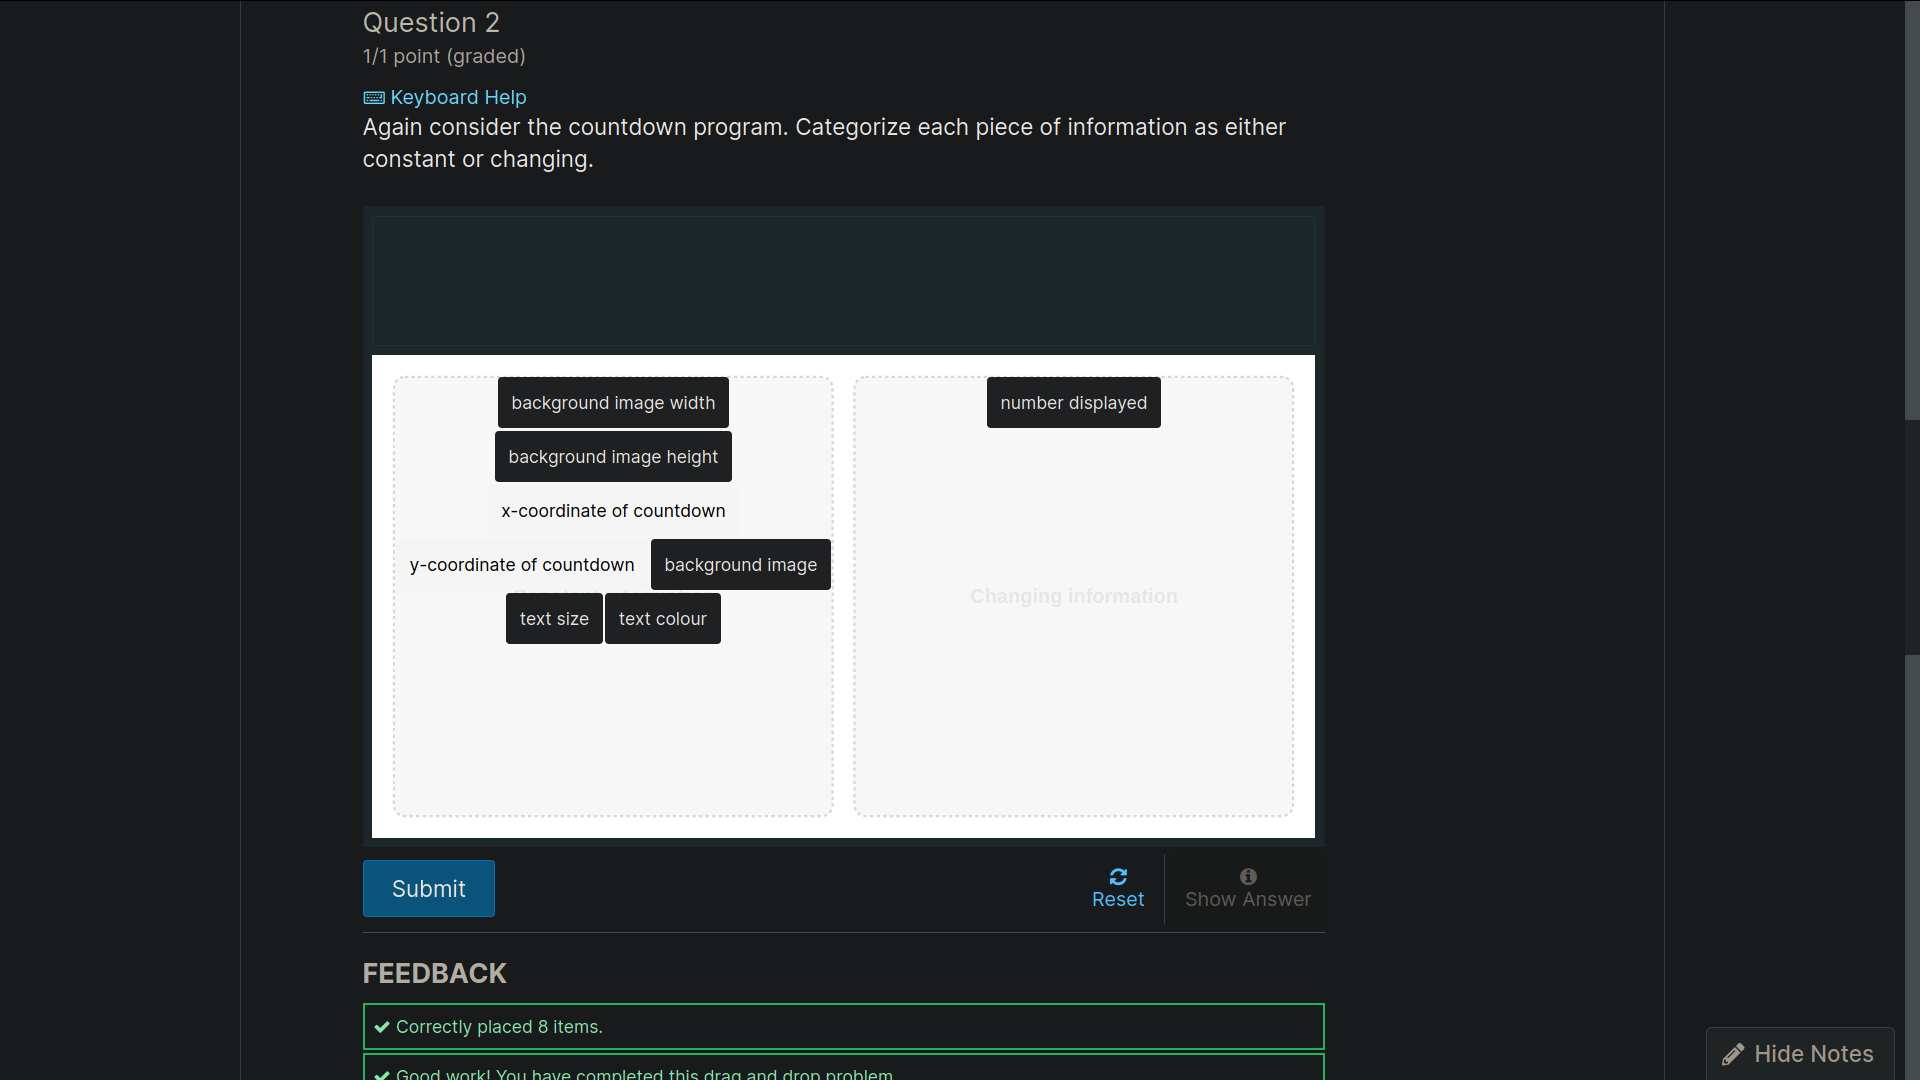 Question 2
1/1 point (graded)
Keyboard Help
Again consider the countdown program. Categorize each piece of information as either
constant or changing.
background image width
background image height
x-coordinate of countdown
y-coordinate of countdown
background image
text size
text colour
number displayed
Changing information
Submit
Reset
Show Answer
FEEDBACK
Correctly placed 8 items.
Good work! You have completed this drag and drop problem.
Hide Notes